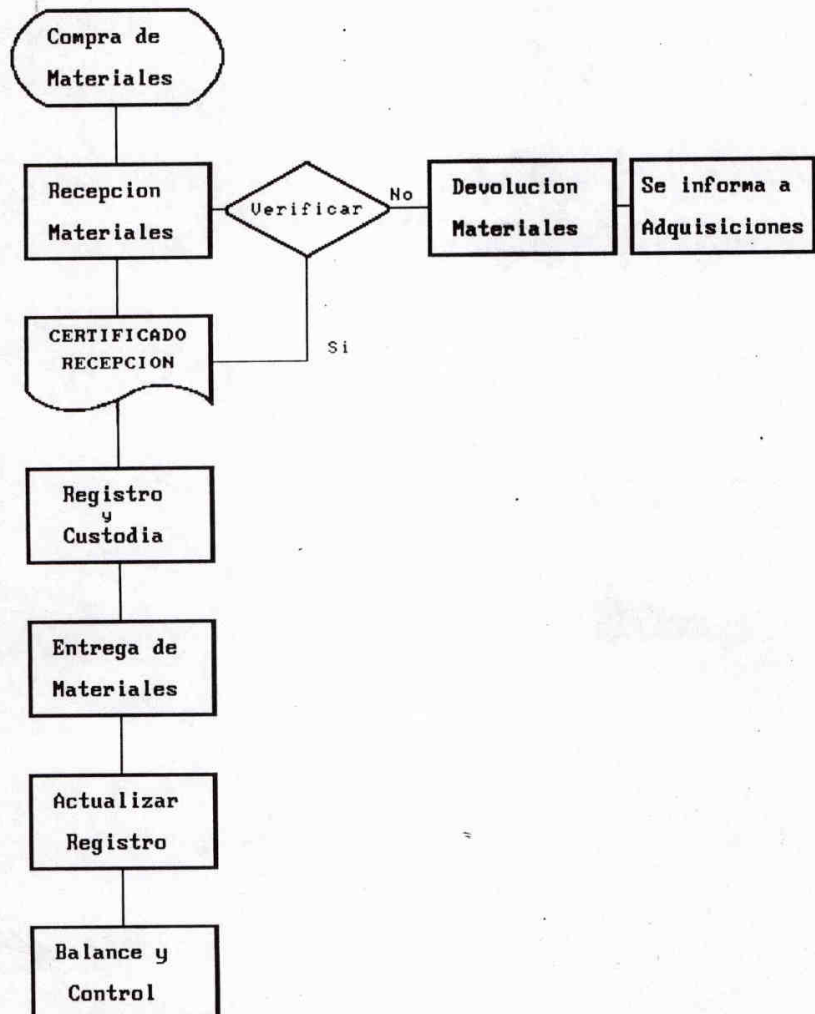 Compra de
Materiales
Recepcion
Materiales
Verificar
No
Devolucion
Materiales
Se informa a
Adquisiciones
CERTIFICADO
RECEPCION
Si
Registro
y
Custodia
Entrega de
Materiales
Actualizar
Registro
Balance y
Control